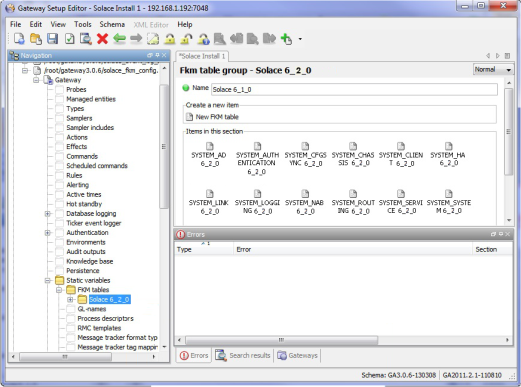 Gateway Setup Editor - Solace Install 1 - 192.168.1.192:7048
File Edit View Tools Schema XML Editor Help
Navigation
/root/gateway3.0.6/solace_fkm_config.
Gateway
Probes
Managed entities
Types
Samplers
Sampler includes
Actions
Effects
Commands
Scheduled commands
Rules
Alerting
Active times
Hot standby
Database logging
Ticker event logger
Authentication
Environments
Audit outputs
Knowledge base
Persistence
Static variables
FKM tables
Solace 6_2_0
GL-names
Process descriptors
RMC templates
Message tracker format typ
Message tracker tag mappin
*Solace Install 1
Fkm table group - Solace 6_2_0
Normal
Name Solace 6_1_0
Create a new item
New FKM table
Items in this section
SYSTEM_AD 6_2_0
SYSTEM_AUTHENTICATION 6_2_0
SYSTEM_CFGSYNC 6_2_0
SYSTEM_CHASSIS 6_2_0
SYSTEM_CLIENT 6_2_0
SYSTEM_HA 6_2_0
SYSTEM_LINK 6_2_0
SYSTEM_LOGGING 6_2_0
SYSTEM_NAB 6_2_0
SYSTEM_ROUTING 6_2_0
SYSTEM_SERVICE 6_2_0
SYSTEM_SYSTEM 6_2_0
Errors
Type 1 Error Section
Errors Search results Gateways
Schema: GA3.0.6-130308 GA2011.2.1-110810